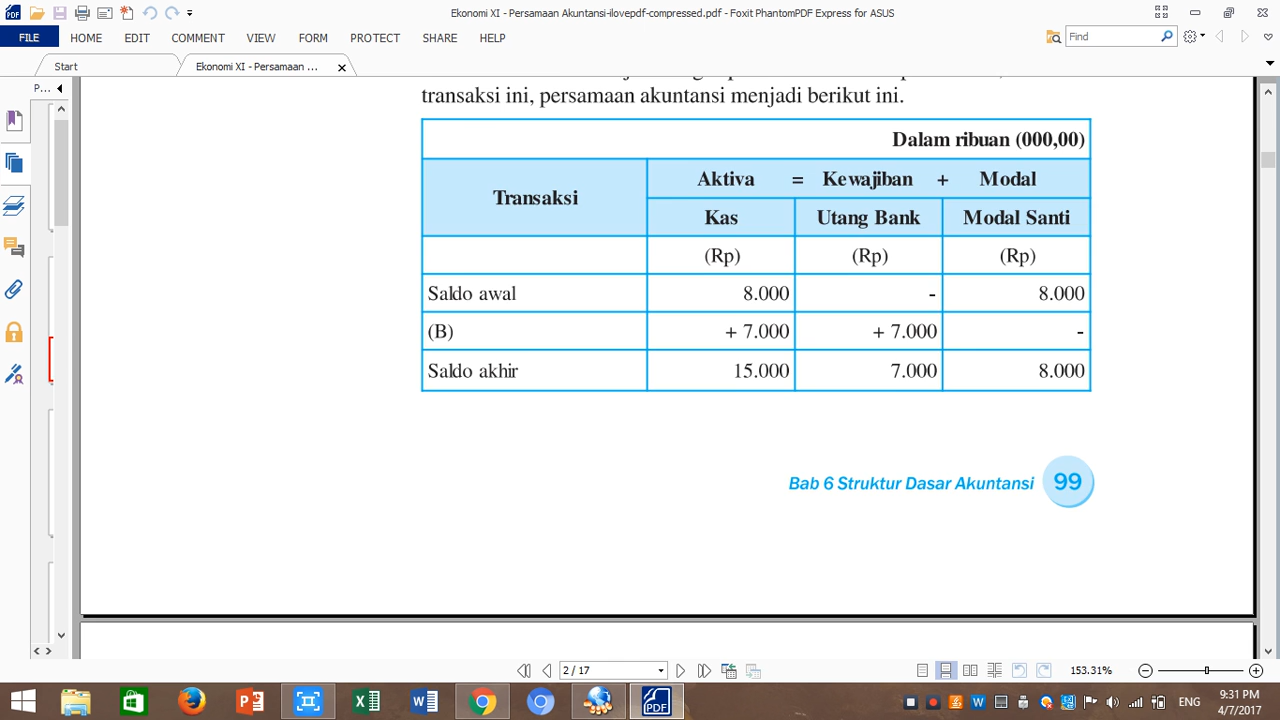 Ekonomi XI - Persamaan Akuntansi-ilovepdf-compressed.pdf - Foxit PhantomPDF Express for ASUS
FILE HOME EDIT COMMENT VIEW FORM PROTECT SHARE HELP
Find
Start
Ekonomi XI - Persamaan ...
P...
transaksi ini, persamaan akuntansi menjadi berikut ini.
Dalam ribuan (000,00)
Transaksi
Aktiva = Kewajiban + Modal
Kas Utang Bank Modal Santi
(Rp) (Rp) (Rp)
Saldo awal 8.000 - 8.000
(B) + 7.000 + 7.000 -
Saldo akhir 15.000 7.000 8.000
Bab 6 Struktur Dasar Akuntansi 99
2 / 17
153.31%
ENG
9:31 PM
4/7/2017